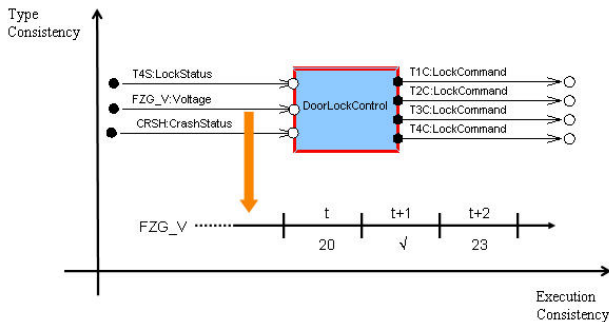 Type
Consistency
T4S:LockStatus
FZG_V:Voltage
CRSH:CrashStatus
DoorLockControl
T1C:LockCommand
T2C:LockCommand
T3C:LockCommand
T4C:LockCommand
t t+1 t+2
FZG_V
20 √ 23
Execution
Consistency